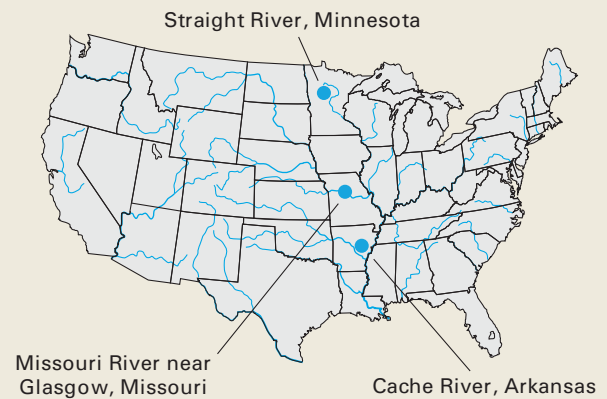 Straight River, Minnesota
Missouri River near
Glasgow, Missouri
Cache River, Arkansas